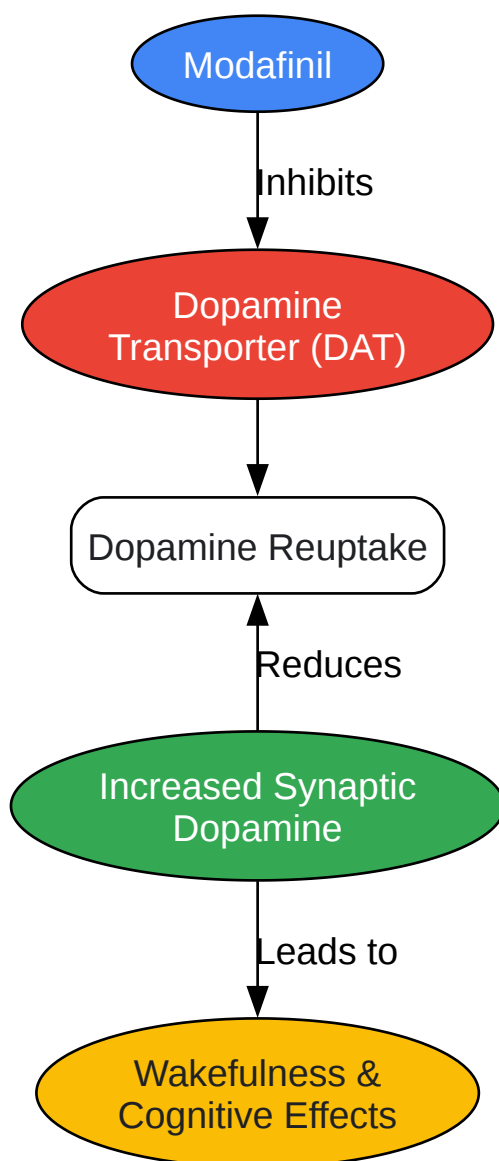 Modafinil
Inhibits
Dopamine
Transporter (DAT)
Dopamine Reuptake
Reduces
Increased Synaptic
Dopamine
Leads to
Wakefulness &
Cognitive Effects